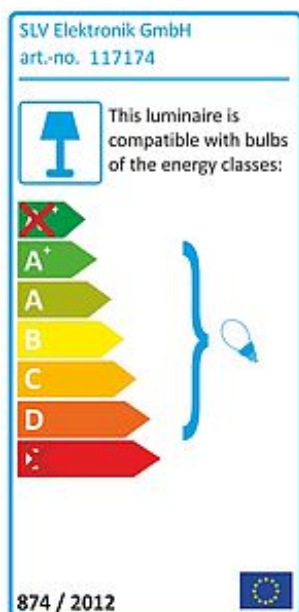 SLV Elektronik GmbH
art.-no. 117174
This luminaire is
compatible with bulbs
of the energy classes:
A⁺
A
B
C
D
874 / 2012